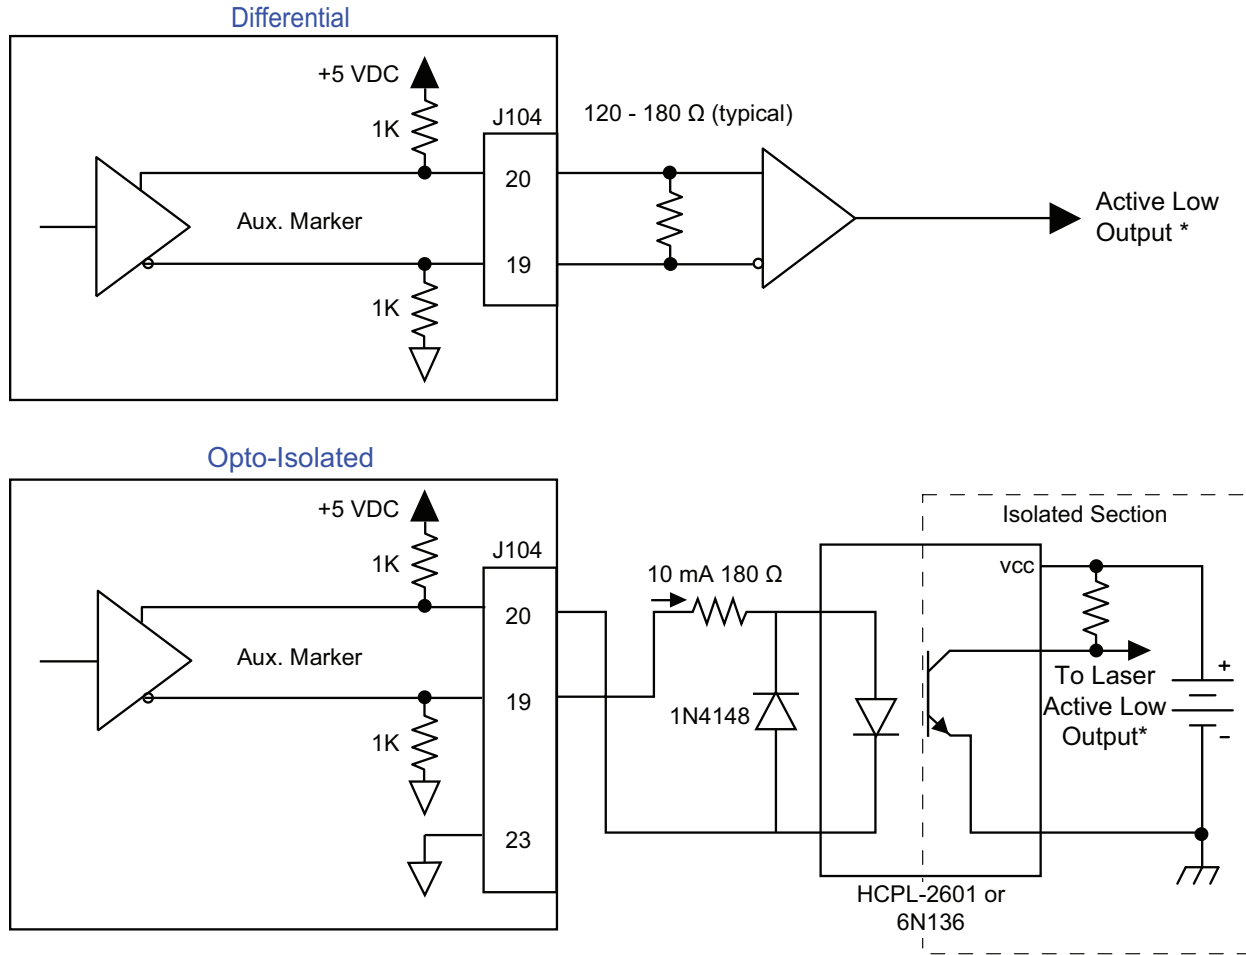 Differential
+5 VDC
1K
J104
120 - 180 Ω (typical)
20
Aux. Marker
Active Low
Output *
19
1K
Opto-Isolated
+5 VDC
1K
J104
Isolated Section
10 mA 180 Ω
vcc
20
Aux. Marker
19
1N4148
To Laser
Active Low
Output*
+
−
1K
23
HCPL-2601 or
6N136